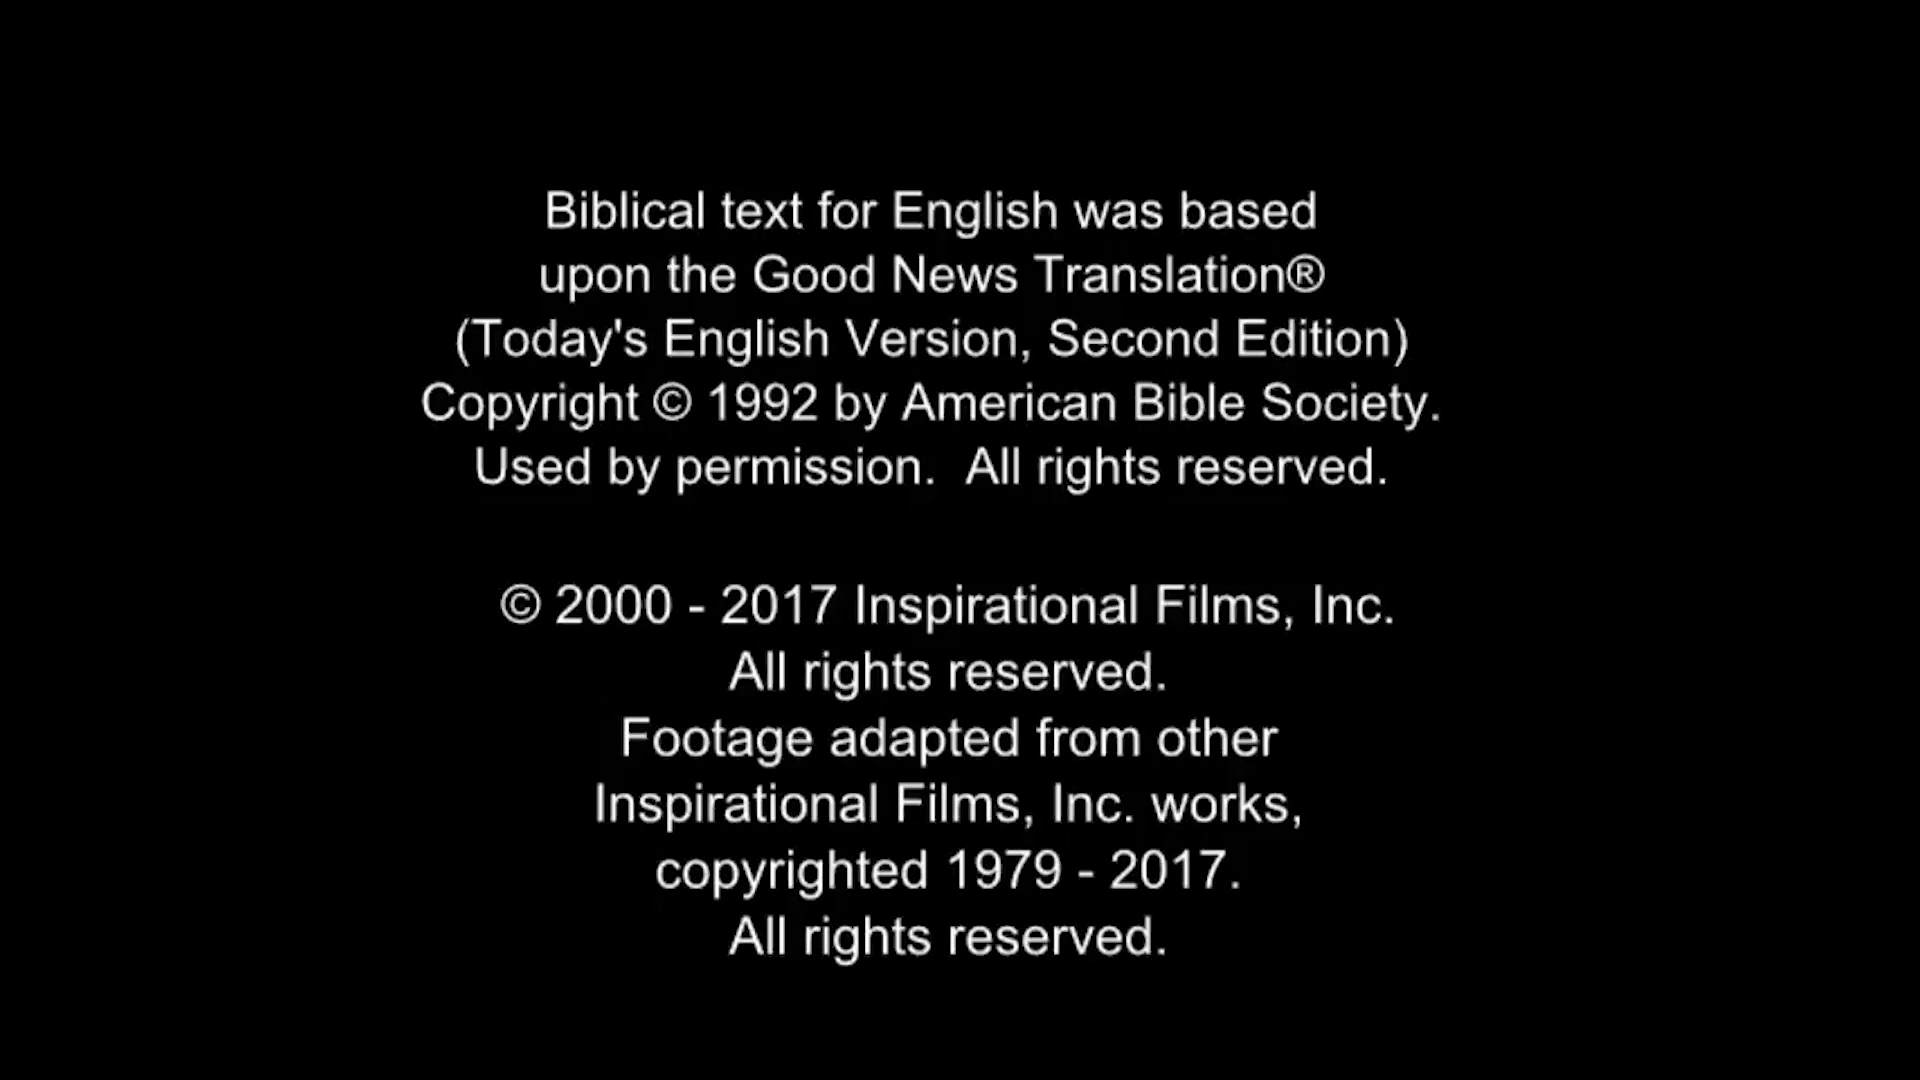 Biblical text for English was based
upon the Good News Translation®
(Today's English Version, Second Edition)
Copyright © 1992 by American Bible Society.
Used by permission.  All rights reserved.
© 2000 - 2017 Inspirational Films, Inc.
All rights reserved.
Footage adapted from other
Inspirational Films, Inc. works,
copyrighted 1979 - 2017.
All rights reserved.